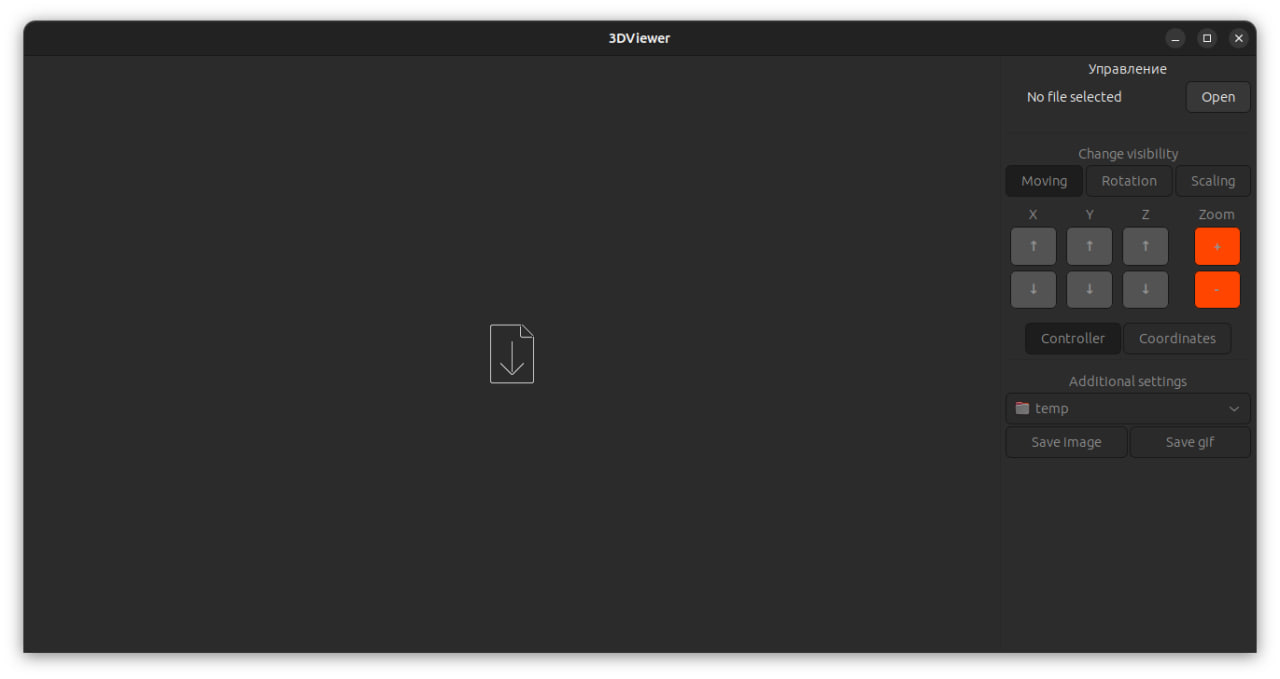 3DViewer
Управление
No file selected Open
Change visibility
Moving Rotation Scaling
X Y Z Zoom
↑ ↑ ↑ +
↓ ↓ ↓ -
Controller Coordinates
Additional settings
temp
Save image Save gif